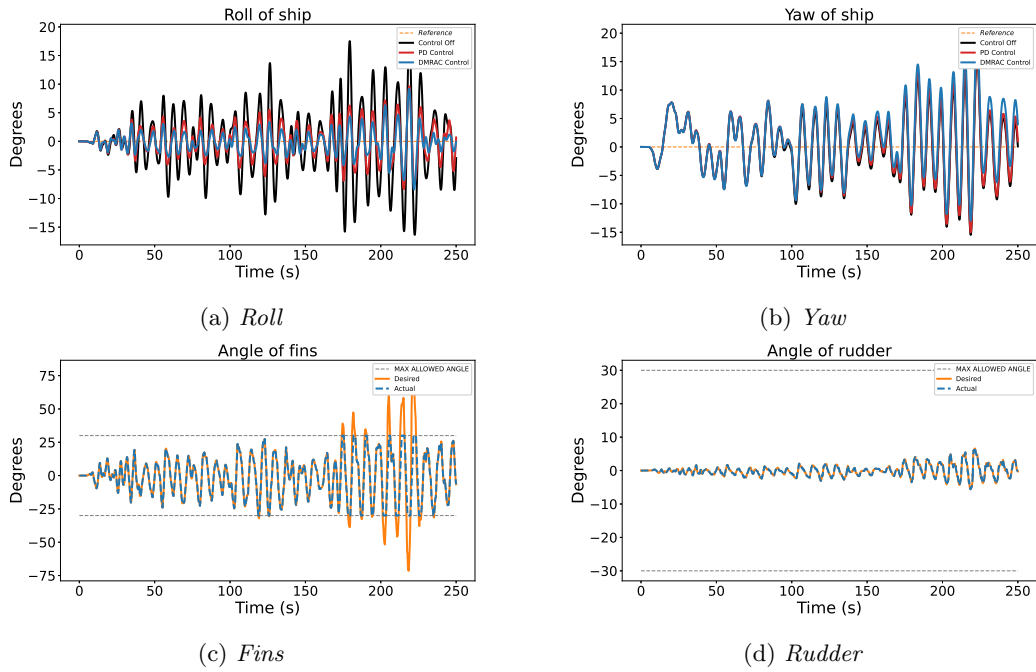 Roll of ship
Degrees
20
15
10
5
0
−5
−10
−15
0 50 100 150 200 250
Time (s)
Reference
Control Off
PD Control
DMRAC Control
(a) Roll
Yaw of ship
Degrees
20
15
10
5
0
−5
−10
−15
0 50 100 150 200 250
Time (s)
Reference
Control Off
PD Control
DMRAC Control
(b) Yaw
Angle of fins
Degrees
75
50
25
0
−25
−50
−75
0 50 100 150 200 250
Time (s)
MAX ALLOWED ANGLE
Desired
Actual
(c) Fins
Angle of rudder
Degrees
30
20
10
0
−10
−20
−30
0 50 100 150 200 250
Time (s)
MAX ALLOWED ANGLE
Desired
Actual
(d) Rudder